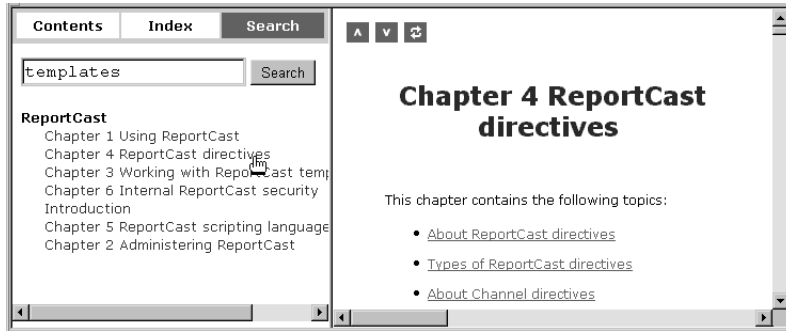 Contents Index Search
templates Search
ReportCast
Chapter 1 Using ReportCast
Chapter 4 ReportCast directives
Chapter 3 Working with ReportCast temp
Chapter 6 Internal ReportCast security
Introduction
Chapter 5 ReportCast scripting language
Chapter 2 Administering ReportCast
Chapter 4 ReportCast
directives
This chapter contains the following topics:
• About ReportCast directives
• Types of ReportCast directives
• About Channel directives